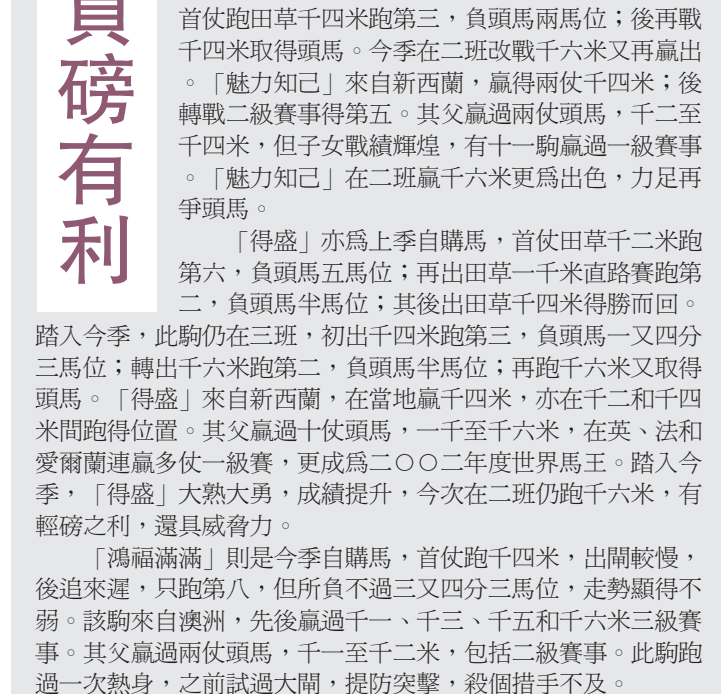 負磅有利
首仗跑田草千四米跑第三，負頭馬兩馬位；後再戰
千四米取得頭馬。今季在二班改戰千六米又再贏出
。「魅力知己」來自新西蘭，贏得兩仗千四米；後
轉戰二級賽事得第五。其父贏過兩仗頭馬，千二至
千四米，但子女戰績輝煌，有十一駒贏過一級賽事
。「魅力知己」在二班贏千六米更為出色，力足再
爭頭馬。
「得盛」亦為上季自購馬，首仗田草千二米跑
第六，負頭馬五馬位；再出田草一千米直路賽跑第
二，負頭馬半馬位；其後出田草千四米得勝而回。
踏入今季，此駒仍在三班，初出千四米跑第三，負頭馬一又四分
三馬位；轉出千六米跑第二，負頭馬半馬位；再跑千六米又取得
頭馬。「得盛」來自新西蘭，在當地贏千四米，亦在千二和千四
米間跑得位置。其父贏過十仗頭馬，一千至千六米，在英、法和
愛爾蘭連贏多仗一級賽，更成為二○○二年度世界馬王。踏入今
季，「得盛」大熟大勇，成績提升，今次在二班仍跑千六米，有
輕磅之利，還具威脅力。
「鴻福滿滿」則是今季自購馬，首仗跑千四米，出閘較慢，
後追來遲，只跑第八，但所負不過三又四分三馬位，走勢顯得不
弱。該駒來自澳洲，先後贏過千一、千三、千五和千六米三級賽
事。其父贏過兩仗頭馬，千一至千二米，包括二級賽事。此駒跑
過一次熱身，之前試過大閘，提防突擊，殺個措手不及。